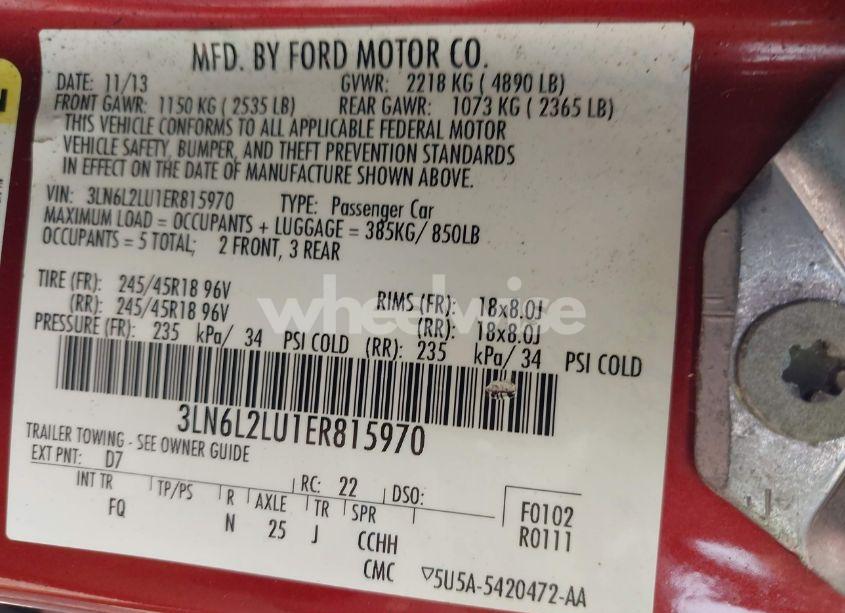 MFD. BY FORD MOTOR CO.
DATE: 11/13 GVWR: 2218 KG ( 4890 LB)
FRONT GAWR: 1150 KG ( 2535 LB) REAR GAWR: 1073 KG ( 2365 LB)
THIS VEHICLE CONFORMS TO ALL APPLICABLE FEDERAL MOTOR
VEHICLE SAFETY, BUMPER, AND THEFT PREVENTION STANDARDS
IN EFFECT ON THE DATE OF MANUFACTURE SHOWN ABOVE.
VIN: 3LN6L2LU1ER815970 TYPE: Passenger Car
MAXIMUM LOAD = OCCUPANTS + LUGGAGE = 385KG/ 850LB
OCCUPANTS = 5 TOTAL; 2 FRONT, 3 REAR
TIRE (FR): 245/45R18 96V RIMS (FR): 18x8.0J
(RR): 245/45R18 96V (RR): 18x8.0J
PRESSURE (FR): 235 kPa/ 34 PSI COLD (RR): 235 kPa/ 34 PSI COLD
wheelwise
3LN6L2LU1ER815970
TRAILER TOWING - SEE OWNER GUIDE
EXT PNT: D7 RC: 22 DSO:
INT TR TP/PS R AXLE TR SPR
FQ N 25 J CCHH
F0102
R0111
CMC ▽5U5A-5420472-AA